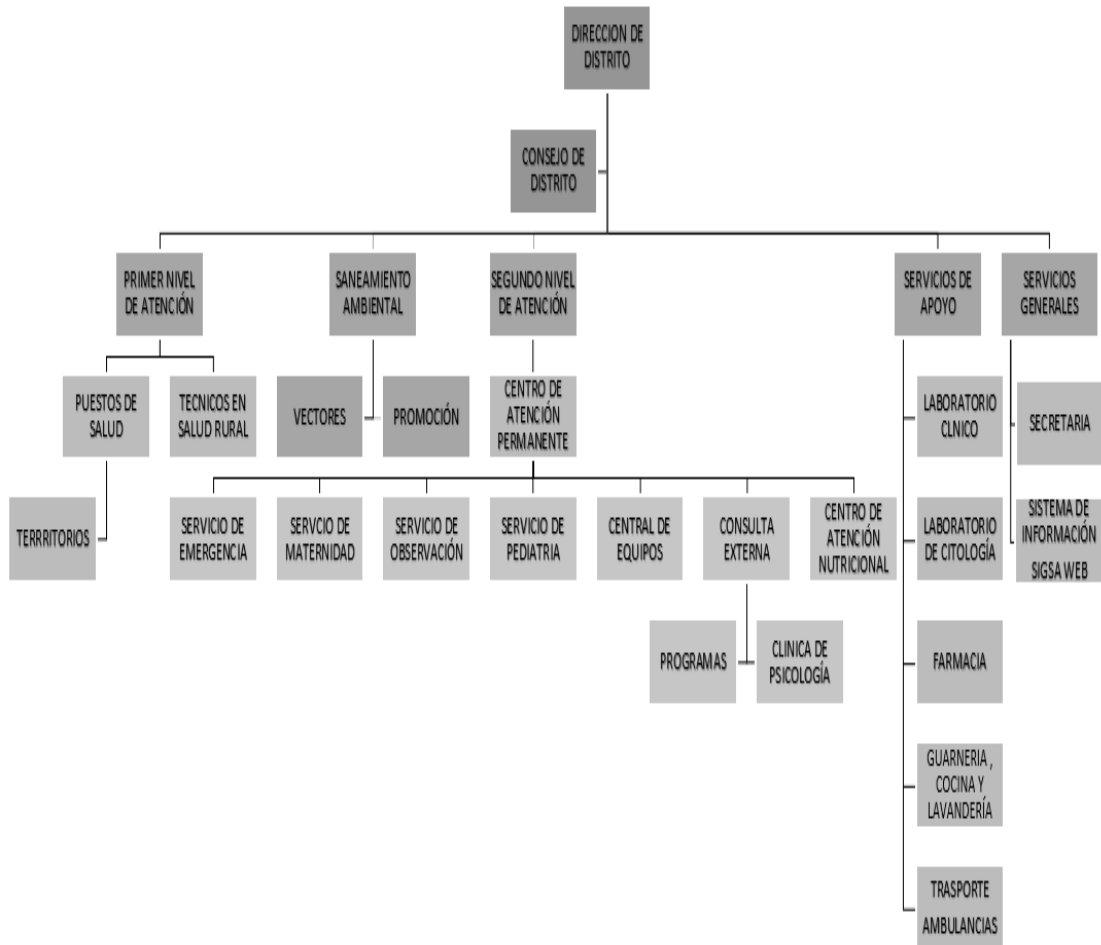 DIRECCION DE
DISTRITO
CONSEJO DE
DISTRITO
PRIMER NIVEL
DE ATENCIÓN
SANEAMIENTO
AMBIENTAL
SEGUNDO NIVEL
DE ATENCIÓN
SERVICIOS DE
APOYO
SERVICIOS
GENERALES
PUESTOS DE
SALUD
TECNICOS EN
SALUD RURAL
VECTORES
PROMOCIÓN
CENTRO DE
ATENCIÓN
PERMANENTE
LABORATORIO
CLNICO
SECRETARIA
TERRRITORIOS
SERVICIO DE
EMERGENCIA
SERVCIO DE
MATERNIDAD
SERVICIO DE
OBSERVACIÓN
SERVICIO DE
PEDIATRIA
CENTRAL DE
EQUIPOS
CONSULTA
EXTERNA
CENTRO DE
ATENCIÓN
NUTRICIONAL
LABORATORIO
DE CITOLOGÍA
SISTEMA DE
INFORMACIÓN
SIGSA WEB
PROGRAMAS
CLINICA DE
PSICOLOGÍA
FARMACIA
GUARNERIA ,
COCINA Y
LAVANDERÍA
TRASPORTE
AMBULANCIAS